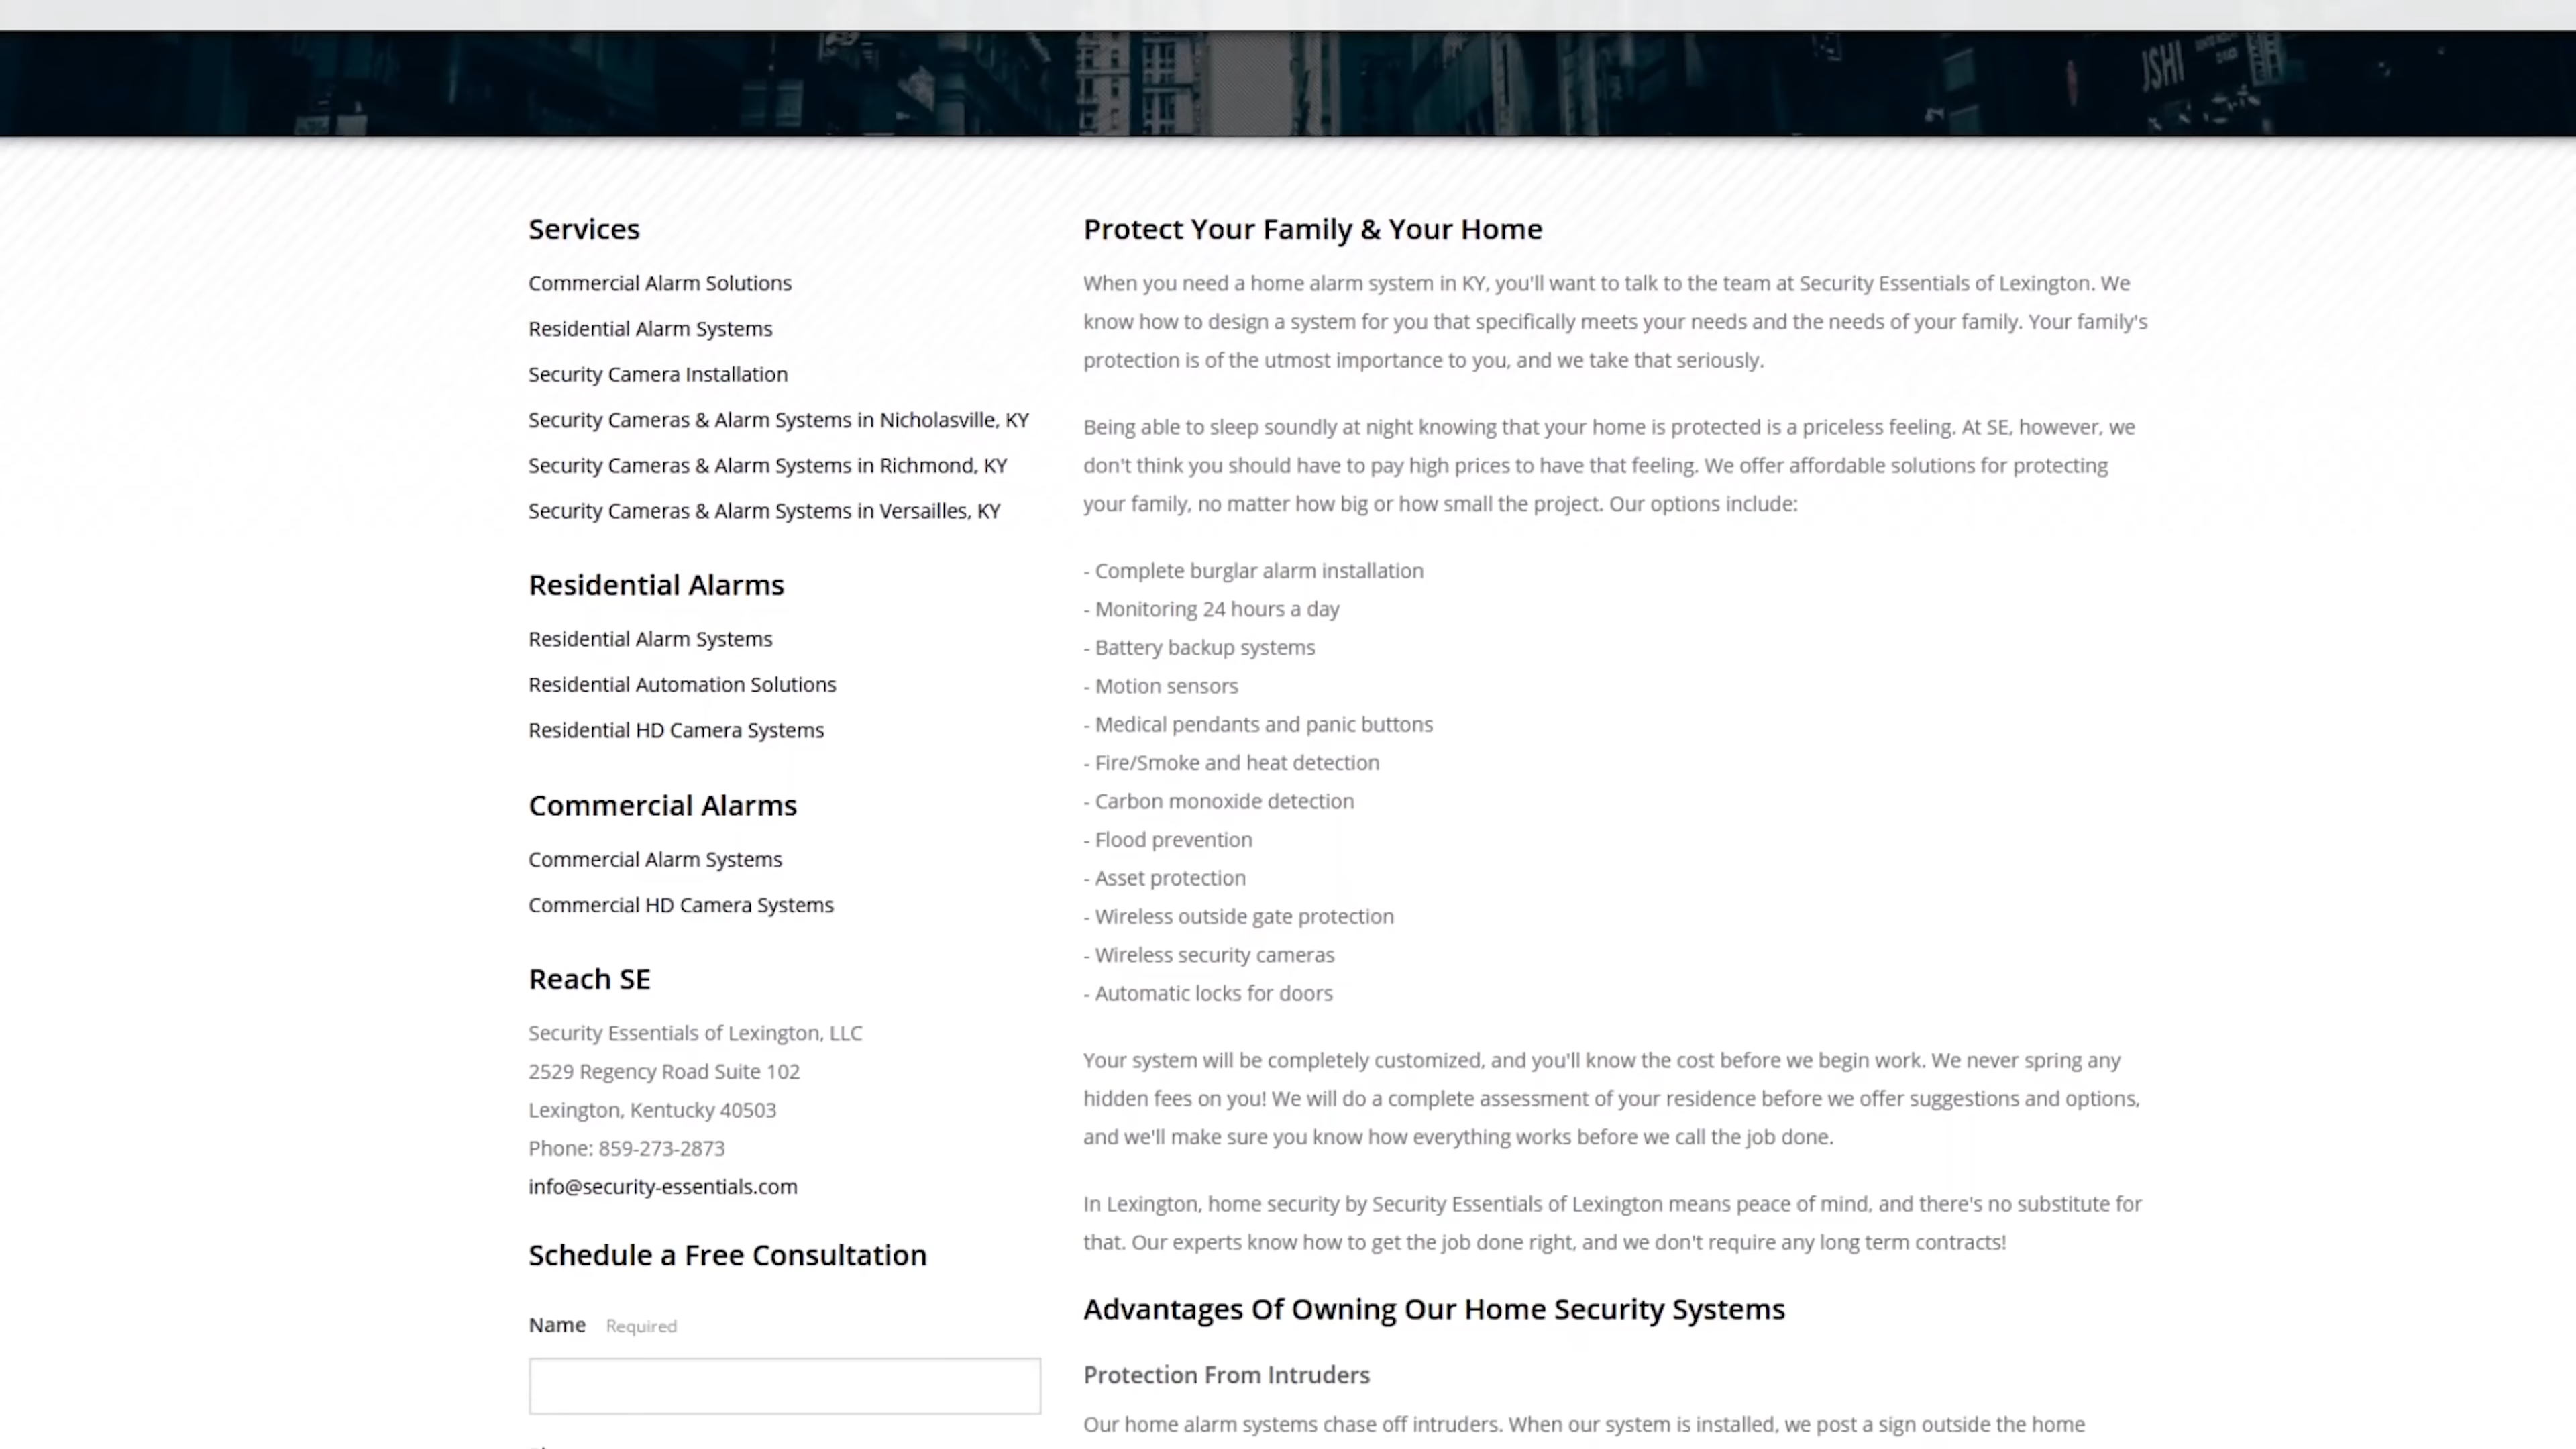 JSHI
Services
Commercial Alarm Solutions
Residential Alarm Systems
Security Camera Installation
Security Cameras & Alarm Systems in Nicholasville, KY
Security Cameras & Alarm Systems in Richmond, KY
Security Cameras & Alarm Systems in Versailles, KY
Residential Alarms
Residential Alarm Systems
Residential Automation Solutions
Residential HD Camera Systems
Commercial Alarms
Commercial Alarm Systems
Commercial HD Camera Systems
Reach SE
Security Essentials of Lexington, LLC
2529 Regency Road Suite 102
Lexington, Kentucky 40503
Phone: 859-273-2873
info@security-essentials.com
Schedule a Free Consultation
Name Required
Protect Your Family & Your Home
When you need a home alarm system in KY, you'll want to talk to the team at Security Essentials of Lexington. We
know how to design a system for you that specifically meets your needs and the needs of your family. Your family's
protection is of the utmost importance to you, and we take that seriously.
Being able to sleep soundly at night knowing that your home is protected is a priceless feeling. At SE, however, we
don't think you should have to pay high prices to have that feeling. We offer affordable solutions for protecting
your family, no matter how big or how small the project. Our options include:
- Complete burglar alarm installation
- Monitoring 24 hours a day
- Battery backup systems
- Motion sensors
- Medical pendants and panic buttons
- Fire/Smoke and heat detection
- Carbon monoxide detection
- Flood prevention
- Asset protection
- Wireless outside gate protection
- Wireless security cameras
- Automatic locks for doors
Your system will be completely customized, and you'll know the cost before we begin work. We never spring any
hidden fees on you! We will do a complete assessment of your residence before we offer suggestions and options,
and we'll make sure you know how everything works before we call the job done.
In Lexington, home security by Security Essentials of Lexington means peace of mind, and there's no substitute for
that. Our experts know how to get the job done right, and we don't require any long term contracts!
Advantages Of Owning Our Home Security Systems
Protection From Intruders
Our home alarm systems chase off intruders. When our system is installed, we post a sign outside the home